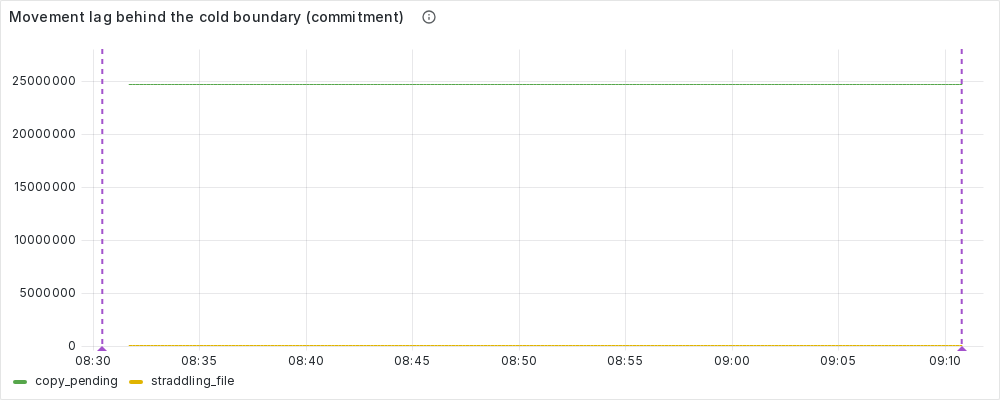 Movement lag behind the cold boundary (commitment)
25000000
20000000
15000000
10000000
5000000
0
08:30 08:35 08:40 08:45 08:50 08:55 09:00 09:05 09:10
copy_pending straddling_file